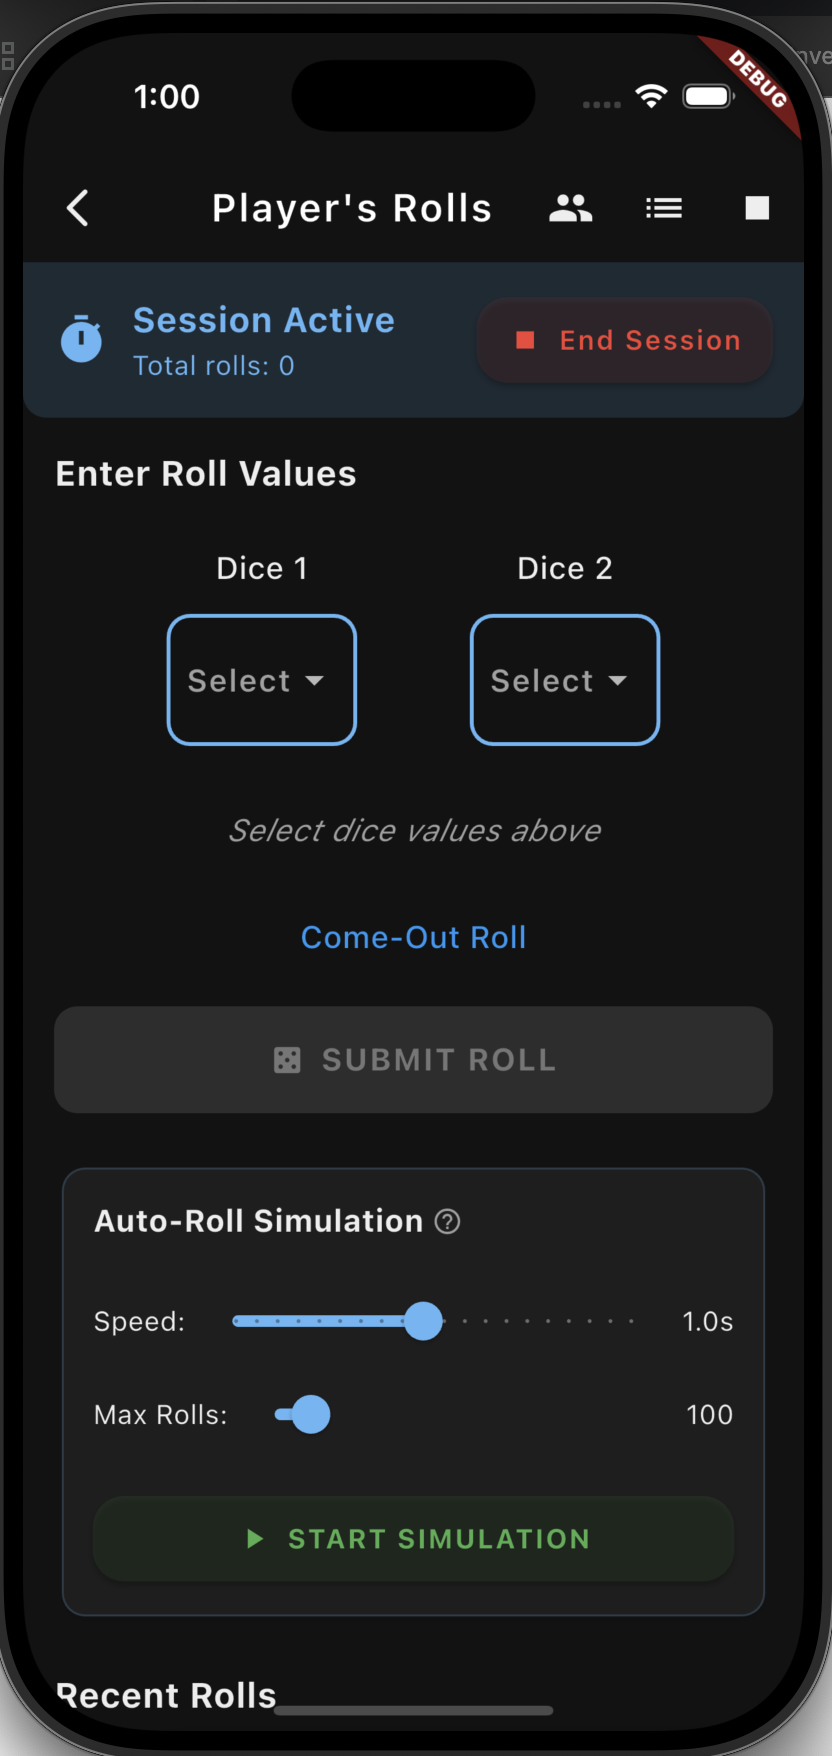 nve
1:00
DEBUG
Player's Rolls
Session Active
Total rolls: 0
End Session
Enter Roll Values
Dice 1
Dice 2
Select
Select
Select dice values above
Come-Out Roll
SUBMIT ROLL
Auto-Roll Simulation
Speed:
1.0s
Max Rolls:
100
START SIMULATION
Recent Rolls